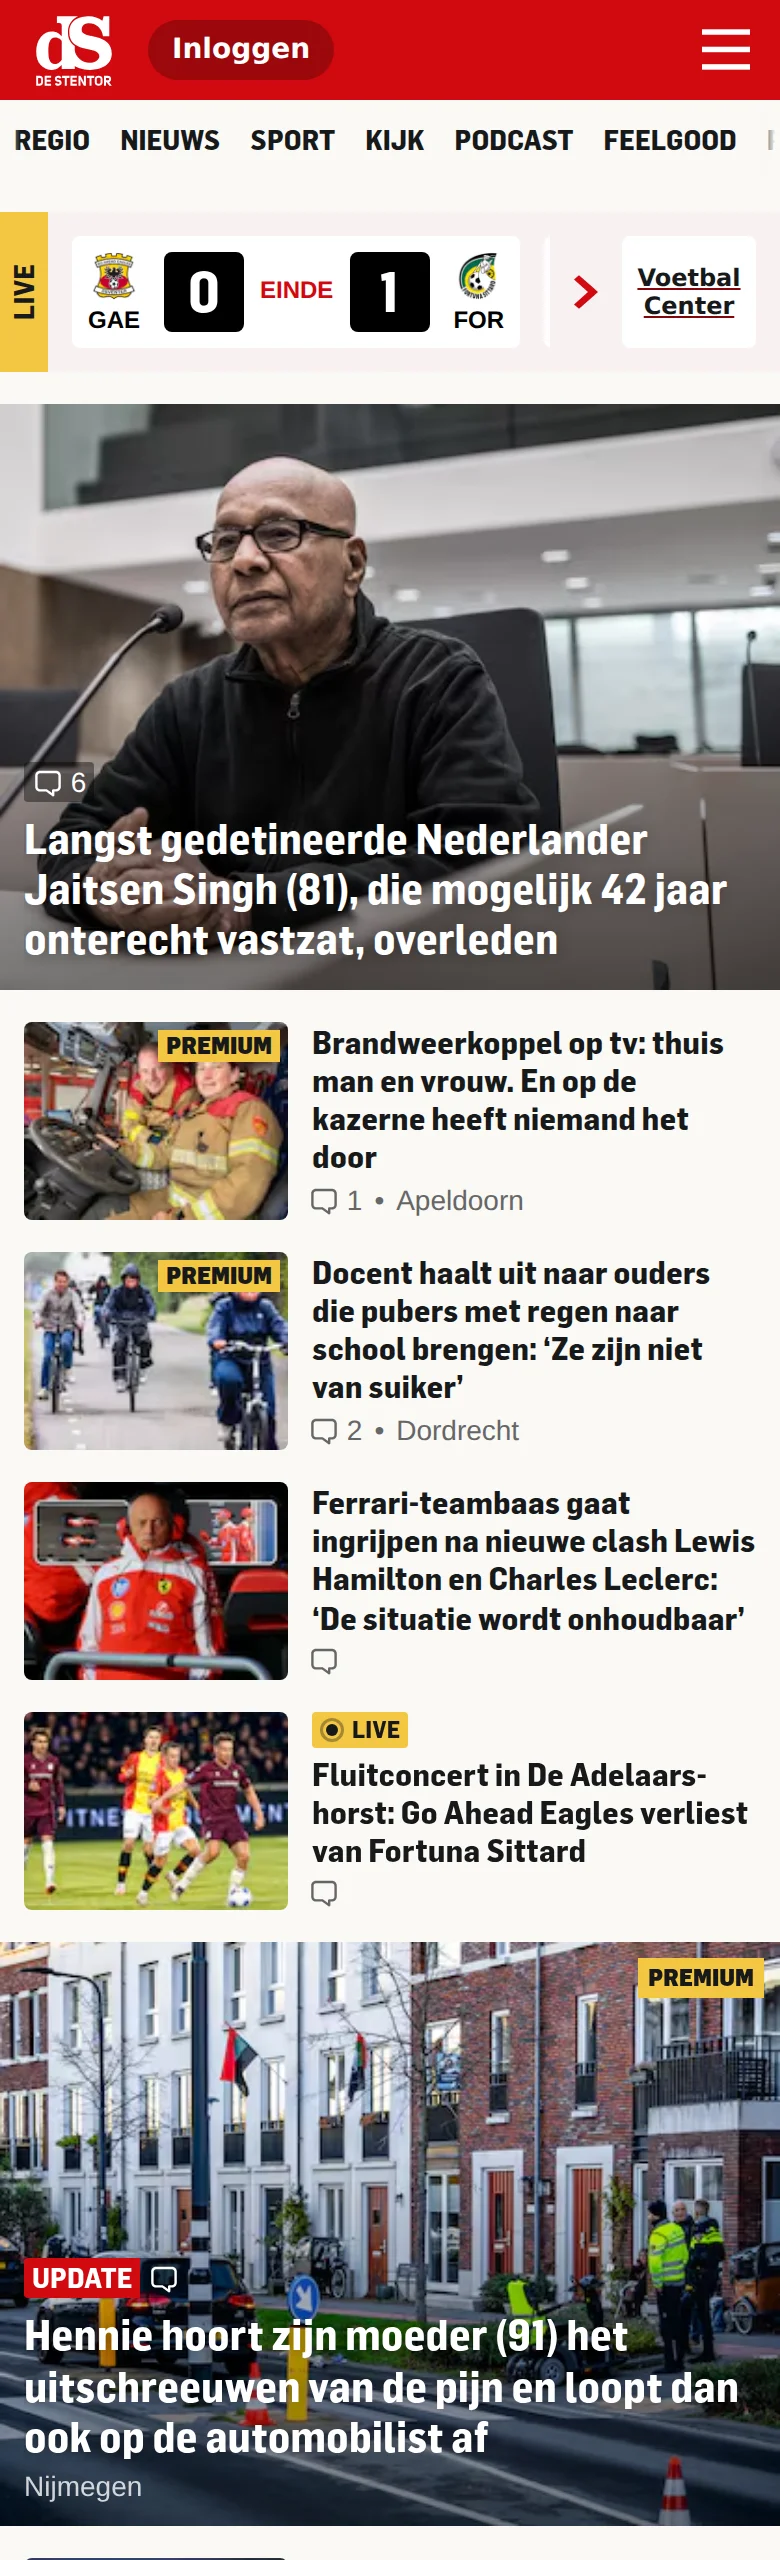 dS
DE STENTOR
Inloggen
REGIO NIEUWS SPORT KIJK PODCAST FEELGOOD
LIVE
GAE
0
EINDE
1
FOR
Voetbal
Center
6
Langst gedetineerde Nederlander
Jaitsen Singh (81), die mogelijk 42 jaar
onterecht vastzat, overleden
PREMIUM
Brandweerkoppel op tv: thuis
man en vrouw. En op de
kazerne heeft niemand het
door
1 • Apeldoorn
PREMIUM
Docent haalt uit naar ouders
die pubers met regen naar
school brengen: ‘Ze zijn niet
van suiker’
2 • Dordrecht
Ferrari-teambaas gaat
ingrijpen na nieuwe clash Lewis
Hamilton en Charles Leclerc:
‘De situatie wordt onhoudbaar’
LIVE
Fluitconcert in De Adelaars-
horst: Go Ahead Eagles verliest
van Fortuna Sittard
PREMIUM
UPDATE
Hennie hoort zijn moeder (91) het
uitschreeuwen van de pijn en loopt dan
ook op de automobilist af
Nijmegen